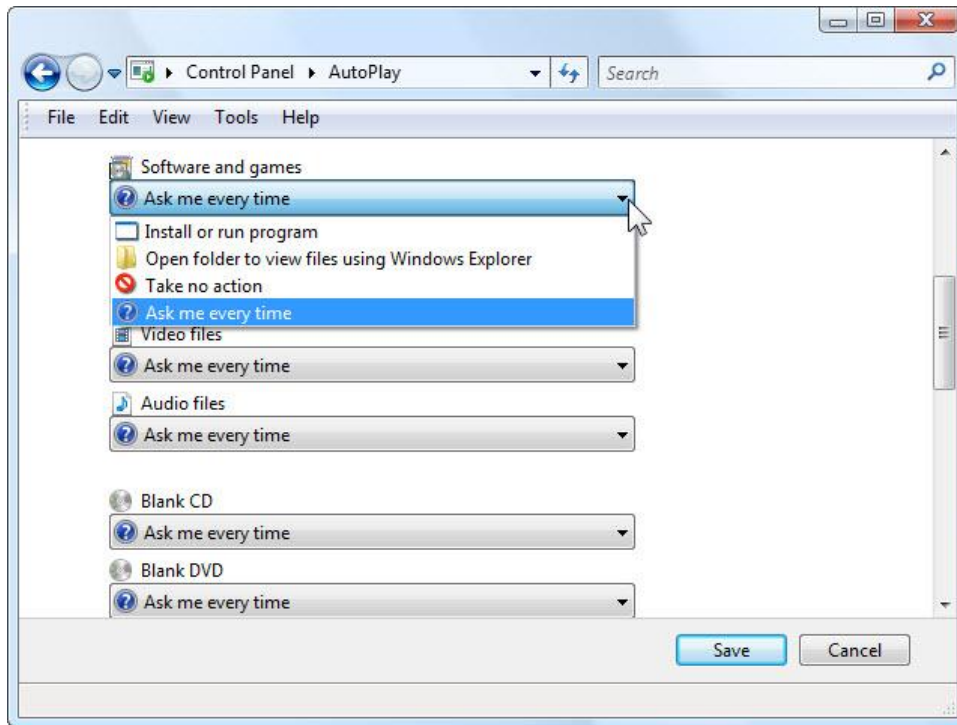 Control Panel AutoPlay Search
File Edit View Tools Help
Software and games
Ask me every time
Install or run program
Open folder to view files using Windows Explorer
Take no action
Ask me every time
Video files
Ask me every time
Audio files
Ask me every time
Blank CD
Ask me every time
Blank DVD
Ask me every time
Save Cancel